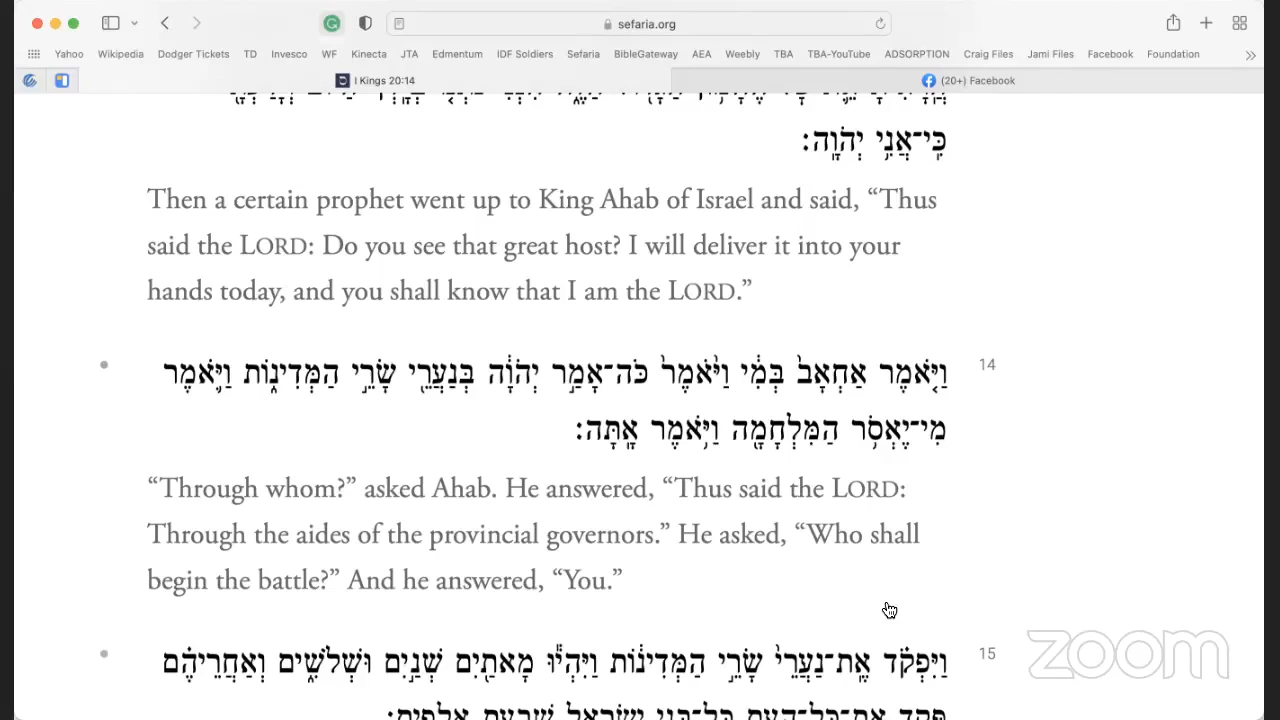 sefaria.org
Yahoo Wikipedia Dodger Tickets TD Invesco WF Kinecta JTA Edmentum IDF Soldiers Sefaria BibleGateway AEA Weebly TBA TBA-YouTube ADSORPTION Craig Files Jami Files Facebook Foundation
I Kings 20:14
(20+) Facebook
כִּֽי־אֲנִ֥י יְהֹוָֽה׃
Then a certain prophet went up to King Ahab of Israel and said, “Thus
said the LORD: Do you see that great host? I will deliver it into your
hands today, and you shall know that I am the LORD.”
14
וַיֹּ֤אמֶר אַחְאָב֙ בְּמִ֔י וַיֹּ֙אמֶר֙ כֹּה־אָמַ֣ר יְהֹוָ֔ה בְּנַעֲרֵ֖י שָׂרֵ֣י הַמְּדִינ֑וֹת וַיֹּ֛אמֶר
מִֽי־יֶאְסֹ֥ר הַמִּלְחָמָ֖ה וַיֹּ֥אמֶר אָֽתָּה׃
“Through whom?” asked Ahab. He answered, “Thus said the LORD:
Through the aides of the provincial governors.” He asked, “Who shall
begin the battle?” And he answered, “You.”
15
וַיִּפְקֹ֗ד אֶֽת־נַעֲרֵי֙ שָׂרֵ֣י הַמְּדִינ֔וֹת וַיִּֽהְי֕וּ מָאתַ֖יִם שְׁנַ֣יִם וּשְׁלֹשִׁ֑ים וְאַחֲרֵיהֶ֗ם
פָּקַ֧ד אֶת־כׇּל־הָעָ֛ם כׇּל־בְּנֵ֥י יִשְׂרָאֵ֖ל שִׁבְעַ֥ת אֲלָפִֽים׃
zoom